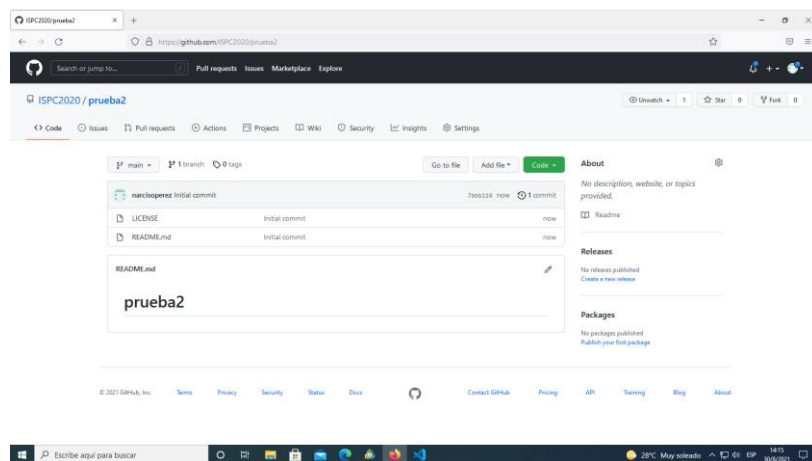 ISPC2020/prueba2
https://github.com/ISPC2020/prueba2
Search or jump to... / Pull requests Issues Marketplace Explore
ISPC2020 / prueba2
Unwatch 1 Star 0 Fork 0
Code Issues Pull requests Actions Projects Wiki Security Insights Settings
main 1 branch 0 tags Go to file Add file Code
narcisoperez Initial commit now 1 commit
LICENSE Initial commit now
README.md Initial commit now
README.md
prueba2
About
No description, website, or topics
provided.
Readme
Releases
No releases published
Create a new release
Packages
No packages published
Publish your first package
© 2021 GitHub, Inc. Terms Privacy Security Status Docs Contact GitHub Pricing API Training Blog About
Escribe aquí para buscar 28°C Muy soleado ESP 14:15
30/8/2021